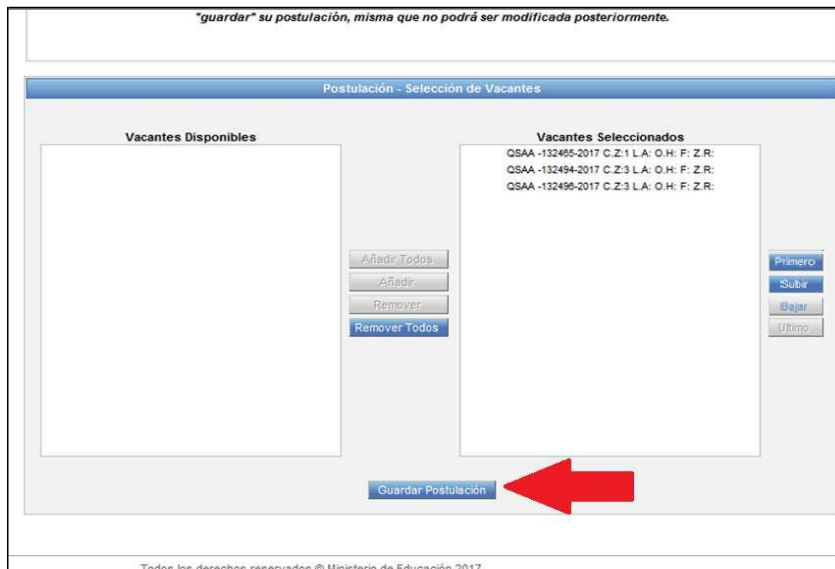 "guardar" su postulación, misma que no podrá ser modificada posteriormente.
Postulación - Selección de Vacantes
Vacantes Disponibles
Vacantes Seleccionados
QSAA -132465-2017 C.Z:1 L.A: O.H: F: Z.R:
QSAA -132494-2017 C.Z:3 L.A: O.H: F: Z.R:
QSAA -132496-2017 C.Z:3 L.A: O.H: F: Z.R:
Añadir Todos
Añadir
Remover
Remover Todos
Primero
Subir
Bajar
Ultimo
Guardar Postulación
Todos los derechos reservados © Ministerio de Educación 2017